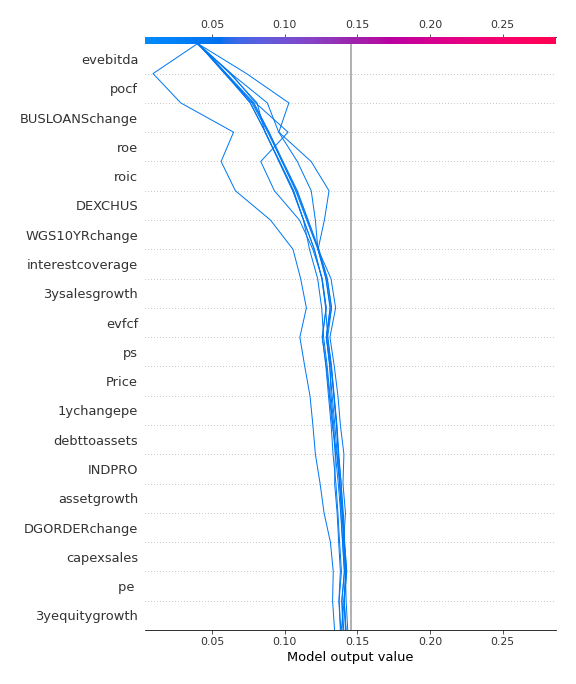 0.05 0.10 0.15 0.20 0.25
evebitda
pocf
BUSLOANSchange
roe
roic
DEXCHUS
WGS10YRchange
interestcoverage
3ysalesgrowth
evfcf
ps
Price
1ychangepe
debttoassets
INDPRO
assetgrowth
DGORDERchange
capexsales
pe
3yequitygrowth
0.05 0.10 0.15 0.20 0.25
Model output value